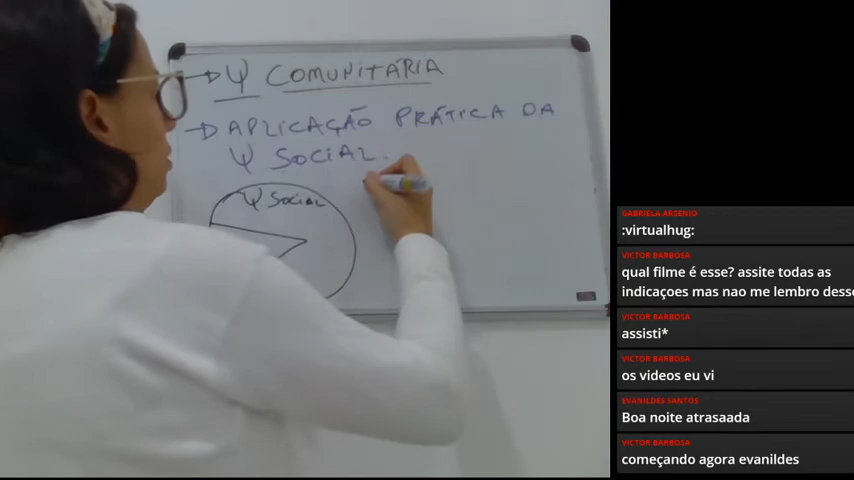 → Ψ COMUNITÁRIA
→ APLICAÇÃO PRÁTICA DA
Ψ SOCIAL.
Ψ SOCIAL
GABRIELA ARSENIO
:virtualhug:
VICTOR BARBOSA
qual filme é esse? assite todas as
indicaçoes mas nao me lembro desse
VICTOR BARBOSA
assisti*
VICTOR BARBOSA
os videos eu vi
EVANILDES SANTOS
Boa noite atrasaada
VICTOR BARBOSA
começando agora evanildes